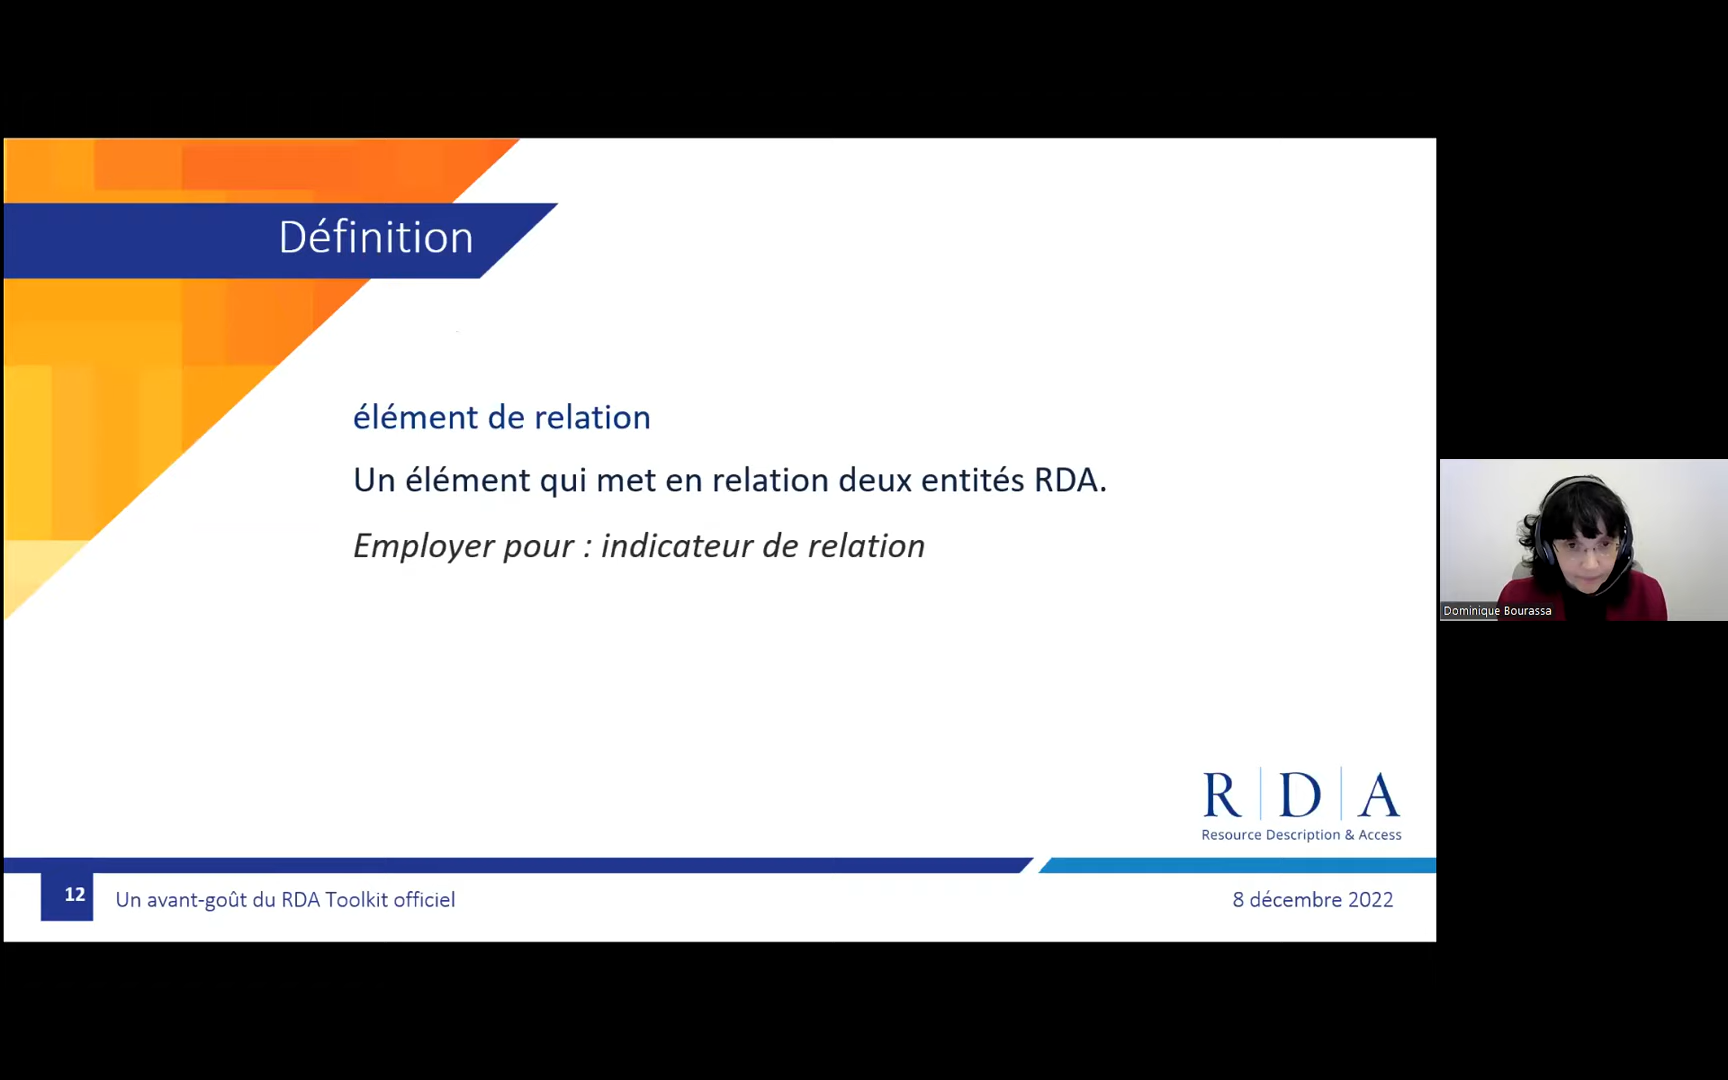 Définition
élément de relation
Un élément qui met en relation deux entités RDA.
Employer pour : indicateur de relation
R D A
Resource Description & Access
12
Un avant-goût du RDA Toolkit officiel
8 décembre 2022
Dominique Bourassa